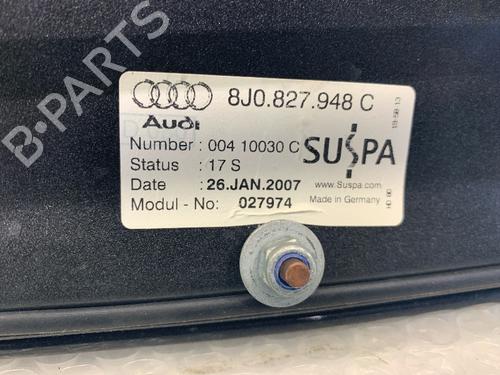 8J0.827.948 C
Audi
Number : 004 10030 C
Status : 17 S
Date : 26.JAN.2007
Modul - No: 027974
SUSPA
www.Suspa.com
Made in Germany
B-PARTS